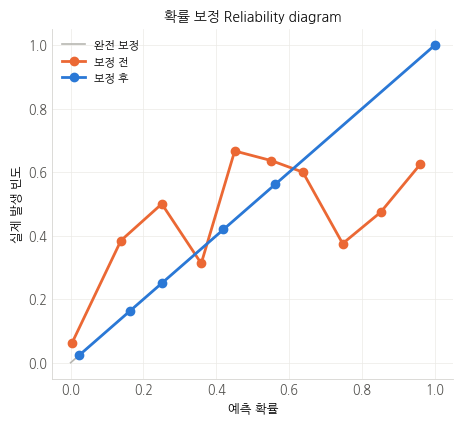 확률 보정 Reliability diagram
완전 보정
보정 전
보정 후
실제 발생 빈도
1.0
0.8
0.6
0.4
0.2
0.0
0.0 0.2 0.4 0.6 0.8 1.0
예측 확률